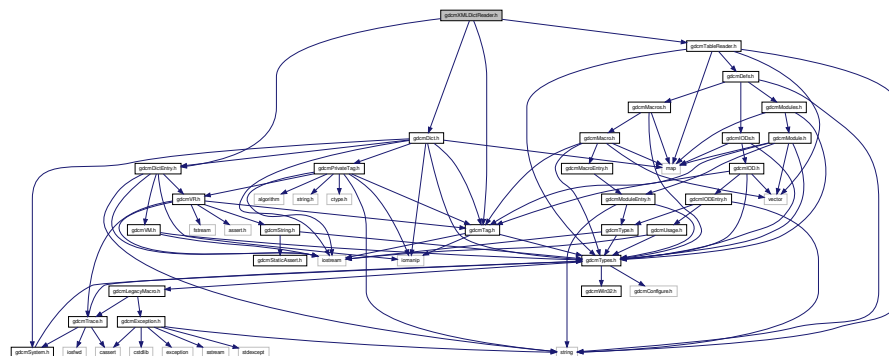 gdcmXMLDictReader.h
gdcmTableReader.h
gdcmDefs.h
gdcmMacros.h
gdcmModules.h
gdcmDict.h
gdcmMacro.h
gdcmIODs.h
gdcmModule.h
gdcmDictEntry.h
gdcmPrivateTag.h
gdcmMacroEntry.h
map
gdcmIOD.h
gdcmVR.h
algorithm
string.h
ctype.h
gdcmModuleEntry.h
gdcmIODEntry.h
vector
gdcmVM.h
fstream
assert.h
gdcmString.h
gdcmTag.h
gdcmType.h
gdcmUsage.h
gdcmStaticAssert.h
iostream
iomanip
gdcmTypes.h
gdcmLegacyMacro.h
gdcmWin32.h
gdcmConfigure.h
gdcmTrace.h
gdcmException.h
gdcmSystem.h
iosfwd
cassert
cstdlib
exception
sstream
stdexcept
string